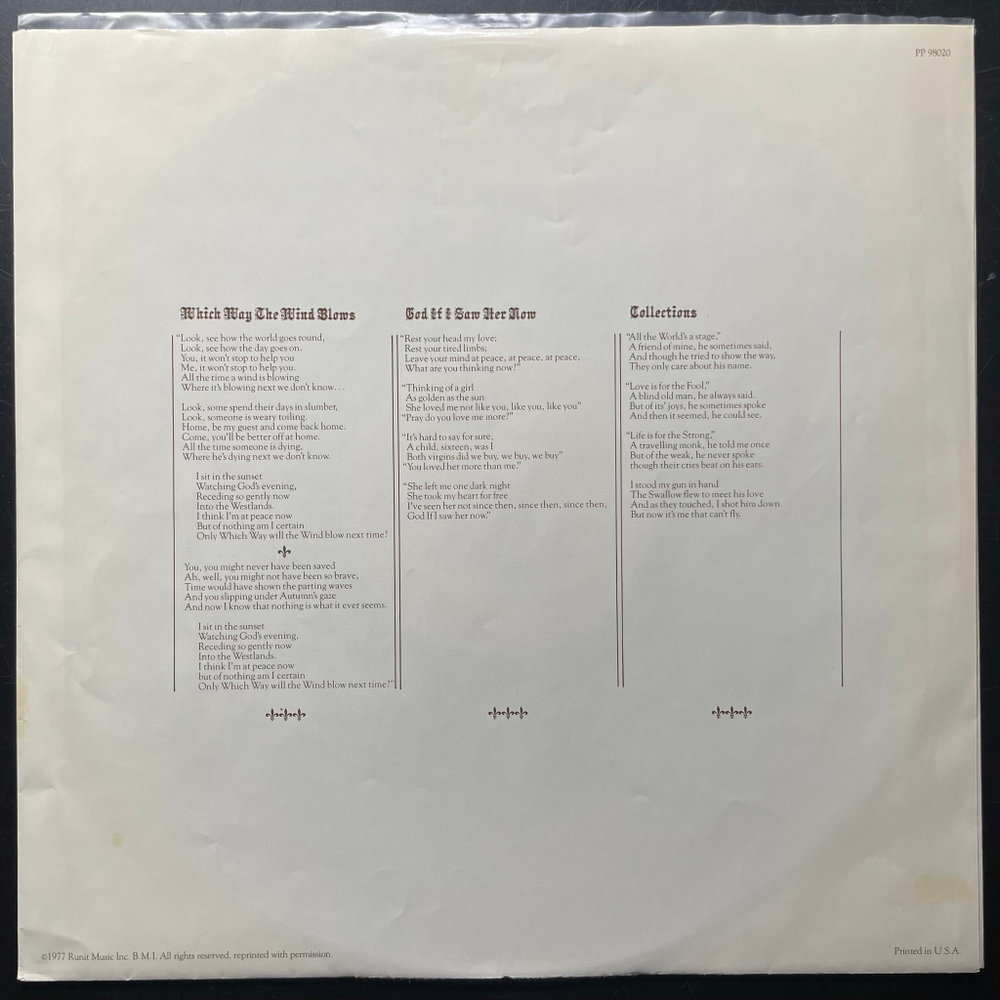 PP 98020
Which Way The Wind Blows
"Look, see how the world goes round,
Look, see how the day goes on.
You, it won't stop to help you
Me, it won't stop to help you.
All the time a wind is blowing
Where it's blowing next we don't know. . .
Look, some spend their days in slumber,
Look, someone is weary toiling.
Home, be my guest and come back home.
Come, you'll be better off at home.
All the time someone is dying,
Where he's dying next we don't know.
I sit in the sunset
Watching God's evening,
Receding so gently now
Into the Westlands.
I think I'm at peace now
But of nothing am I certain
Only Which Way will the Wind blow next time?
You, you might never have been saved
Ah, well, you might not have been so brave,
Time would have shown the parting waves
And you slipping under Autumn's gaze
And now I know that nothing is what it ever seems.
I sit in the sunset
Watching God's evening,
Receding so gently now
Into the Westlands.
I think I'm at peace now
but of nothing am I certain
Only Which Way will the Wind blow next time?"
God If I Saw Her Now
"Rest your head my love;
Rest your tired limbs;
Leave your mind at peace, at peace, at peace,
What are you thinking now?"
"Thinking of a girl
As golden as the sun
She loved me not like you, like you, like you"
"Pray do you love me more?"
"It's hard to say for sure,
A child, sixteen, was I
Both virgins did we buy, we buy, we buy"
"You loved her more than me."
"She left me one dark night
She took my heart for free
I've seen her not since then, since then, since then,
God If I saw her now."
Collections
"All the World's a stage,"
A friend of mine, he sometimes said,
And though he tried to show the way,
They only care about his name.
"Love is for the Fool,"
A blind old man, he always said.
But of its' joys, he sometimes spoke
And then it seemed, he could see.
"Life is for the Strong,"
A travelling monk, he told me once
But of the weak, he never spoke
though their cries beat on his ears.
I stood my gun in hand
The Swallow flew to meet his love
And as they touched, I shot him down
But now it's me that can't fly.
©1977 Runit Music Inc. B.M.I. All rights reserved, reprinted with permission.
Printed in U.S.A.